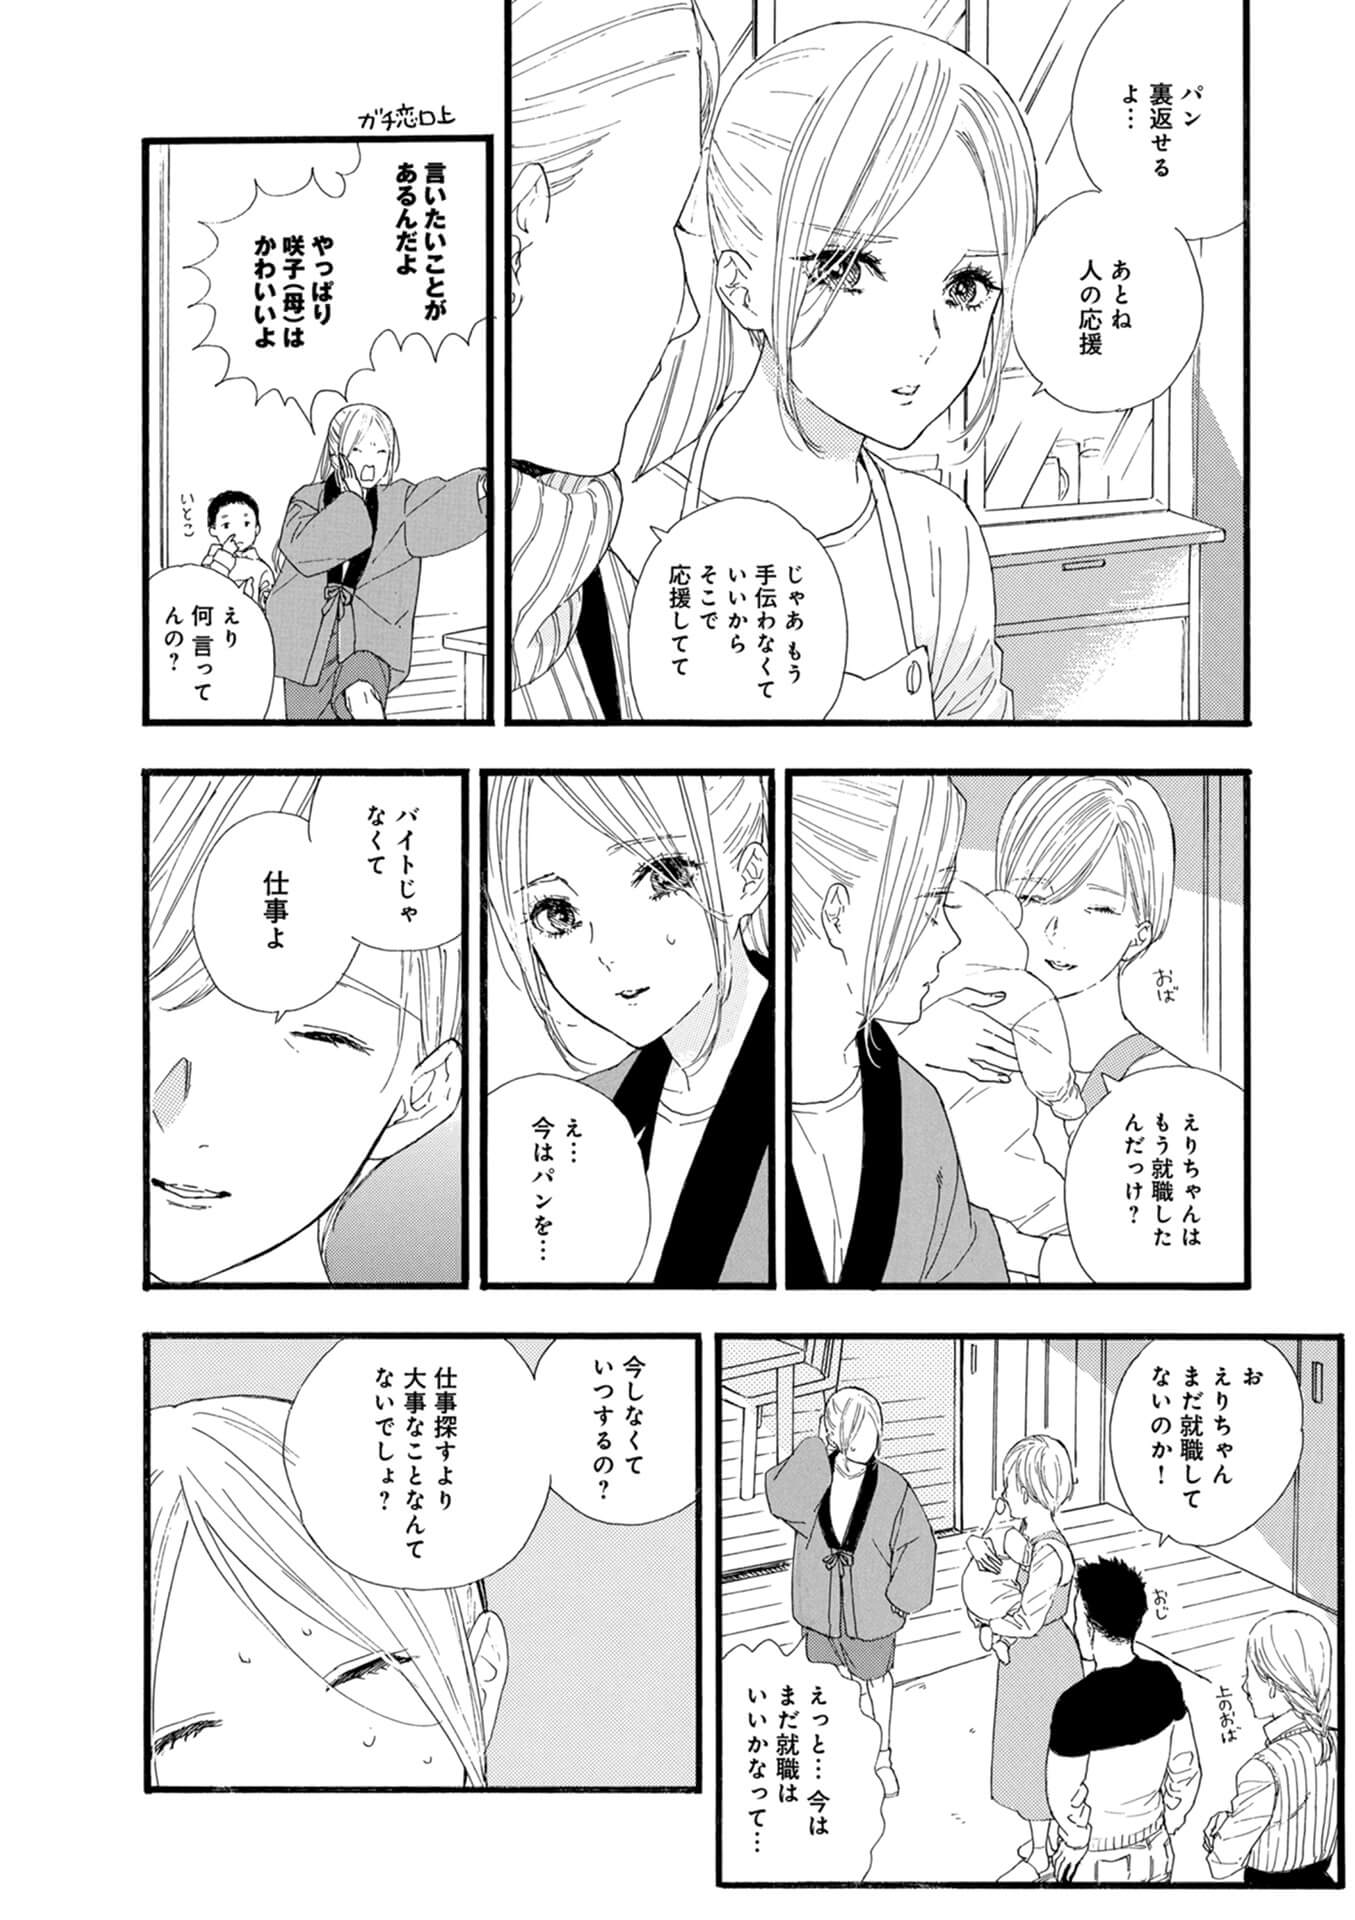 パン
裏返せる
よ…
あとね
人の応援
じゃあ もう
手伝わなくて
いいから
そこで
応援してて
ガチ恋口上
言いたいことが
あるんだよ
やっぱり
咲子(母)は
かわいいよ
いとこ
えり
何 言って
んの?
おば
えりちゃんは
もう就職した
んだっけ?
え…
今はパンを…
バイトじゃ
なくて
仕事よ
お
えりちゃん
まだ就職して
ないのか!
おじ
上のおば
えっと… 今は
まだ就職は
いいかなって…
今しなくて
いつするの?
仕事探すより
大事なことなんて
ないでしょ?